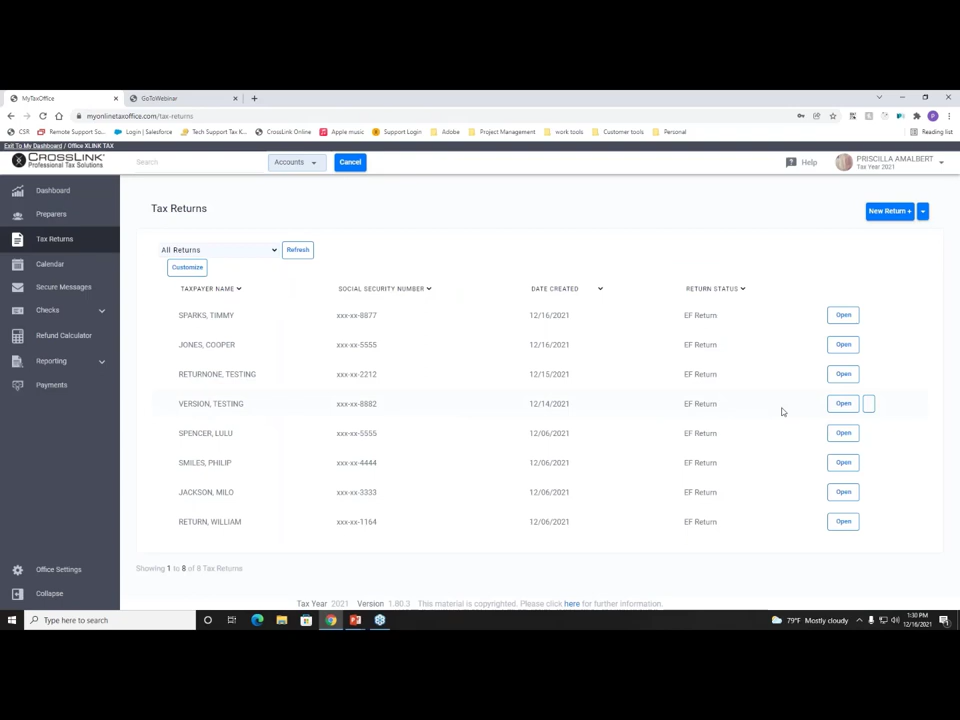 MyTaxOffice
GoToWebinar
myonlinetaxoffice.com/tax-returns
CSR Remote Support So... Login | Salesforce Tech Support Tax K... CrossLink Online Apple music Support Login Adobe Project Management work tools Customer tools Personal Reading list
Exit To My Dashboard / Office XLINK TAX
CROSSLINK
Professional Tax Solutions
Search
Accounts
Cancel
Help
PRISCILLA AMALBERT
Tax Year 2021
Dashboard
Preparers
Tax Returns
Calendar
Secure Messages
Checks
Refund Calculator
Reporting
Payments
Office Settings
Collapse
Tax Returns
New Return +
All Returns
Refresh
Customize
TAXPAYER NAME SOCIAL SECURITY NUMBER DATE CREATED RETURN STATUS
SPARKS, TIMMY xxx-xx-8877 12/16/2021 EF Return Open
JONES, COOPER xxx-xx-5555 12/16/2021 EF Return Open
RETURNONE, TESTING xxx-xx-2212 12/15/2021 EF Return Open
VERSION, TESTING xxx-xx-8882 12/14/2021 EF Return Open
SPENCER, LULU xxx-xx-5555 12/06/2021 EF Return Open
SMILES, PHILIP xxx-xx-4444 12/06/2021 EF Return Open
JACKSON, MILO xxx-xx-3333 12/06/2021 EF Return Open
RETURN, WILLIAM xxx-xx-1164 12/06/2021 EF Return Open
Showing 1 to 8 of 8 Tax Returns
Tax Year 2021 Version 1.80.3 This material is copyrighted. Please click here for further information.
Type here to search
79°F Mostly cloudy
1:30 PM
12/16/2021